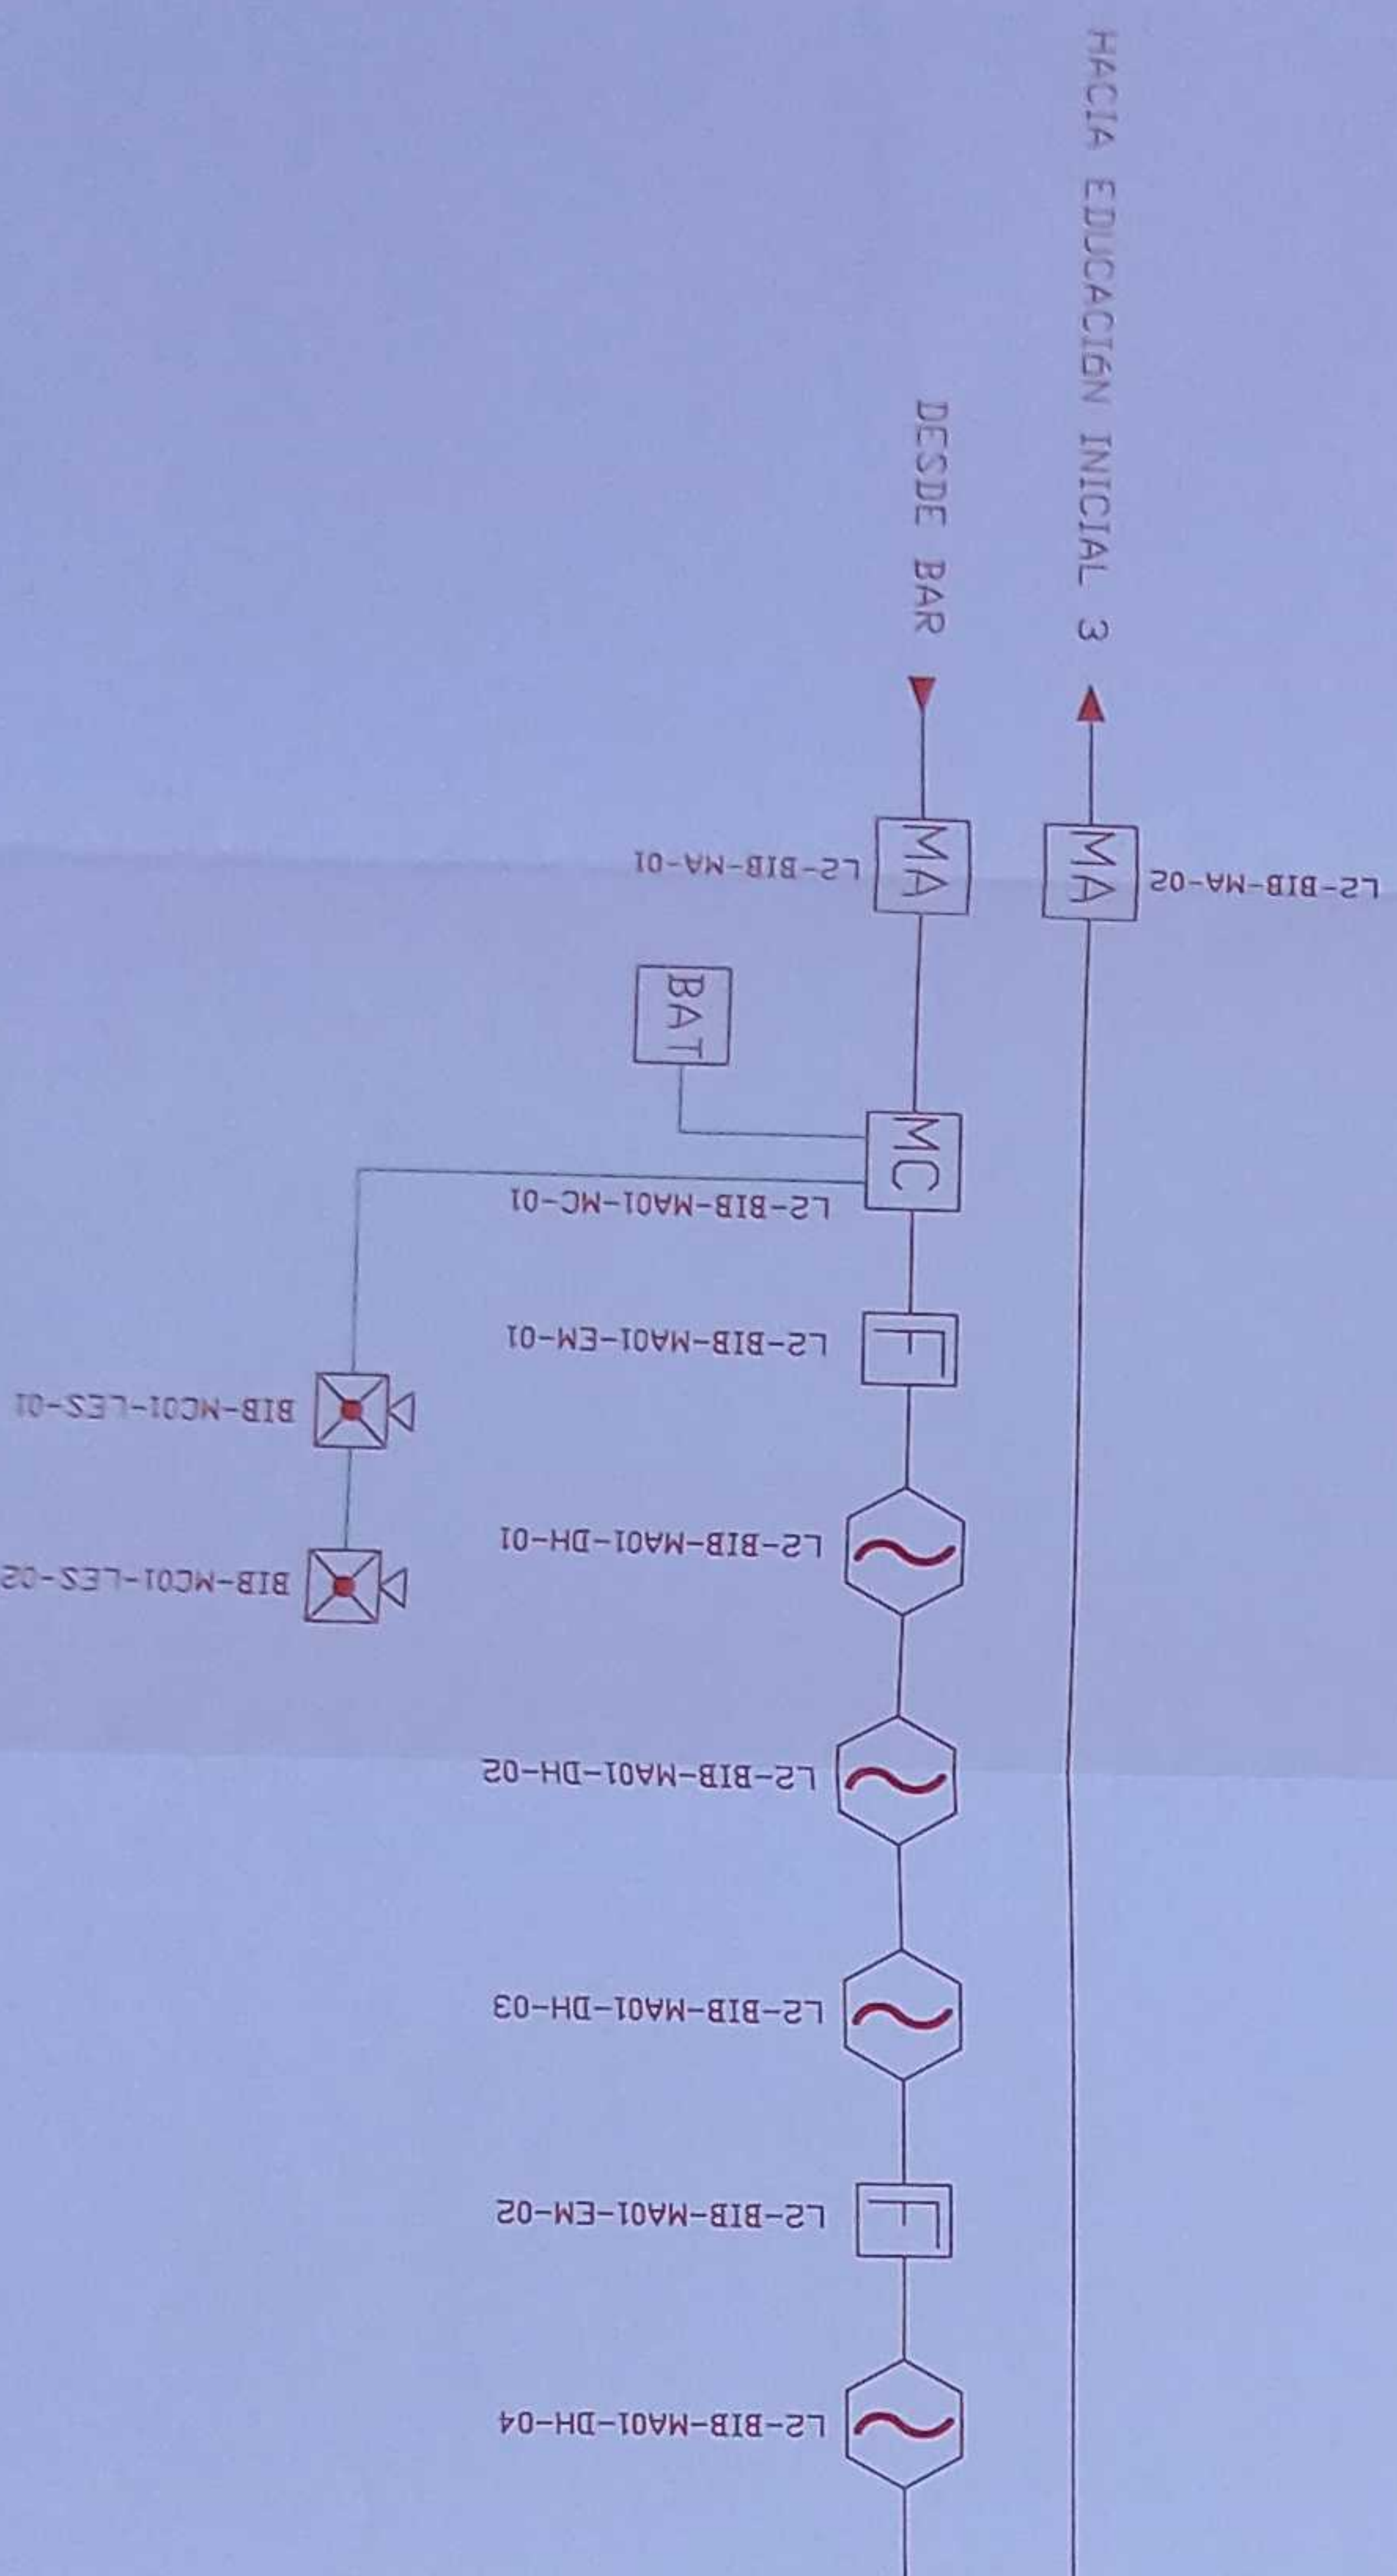 HACIA EDUCACIÓN INICIAL 3
DESDE BAR
MA
L2-BIB-MA-02
MA
L2-BIB-MA-01
BAT
MC
L2-BIB-MA01-MC-01
F
L2-BIB-MA01-EM-01
BIB-MC01-LES-01
L2-BIB-MA01-DH-01
BIB-MC01-LES-02
L2-BIB-MA01-DH-02
L2-BIB-MA01-DH-03
F
L2-BIB-MA01-EM-02
L2-BIB-MA01-DH-04